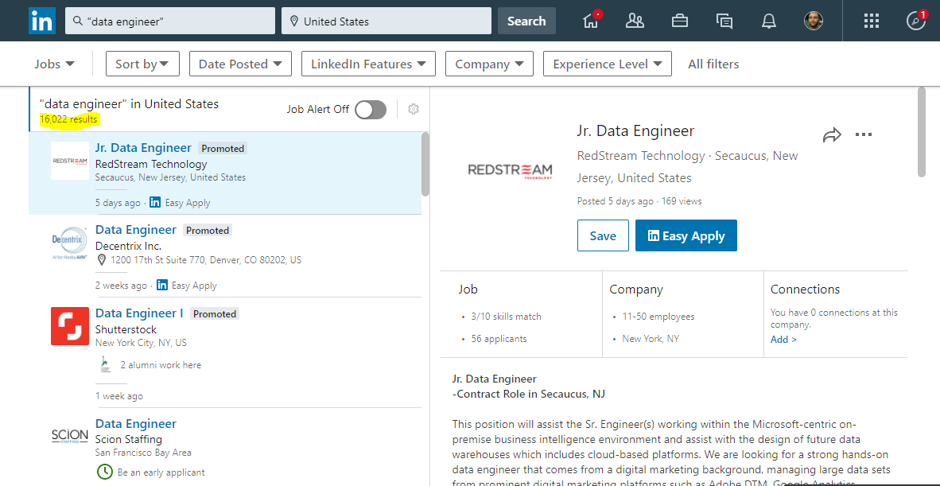 in
"data engineer"
United States
Search
1
Jobs
Sort by
Date Posted
LinkedIn Features
Company
Experience Level
All filters
"data engineer" in United States
16,022 results
Job Alert Off
REDSTREAM
Jr. Data Engineer Promoted
RedStream Technology
Secaucus, New Jersey, United States
5 days ago · in Easy Apply
Decentrix
Data Engineer Promoted
Decentrix Inc.
1200 17th St Suite 770, Denver, CO 80202, US
2 weeks ago · in Easy Apply
Data Engineer I Promoted
Shutterstock
New York City, NY, US
2 alumni work here
1 week ago
SCION
Data Engineer
Scion Staffing
San Francisco Bay Area
Be an early applicant
REDSTREAM
TECHNOLOGY
Jr. Data Engineer
RedStream Technology · Secaucus, New
Jersey, United States
Posted 5 days ago · 169 views
Save
in Easy Apply
Job
• 3/10 skills match
• 56 applicants
Company
• 11-50 employees
• New York, NY
Connections
You have 0 connections at this
company.
Add >
Jr. Data Engineer
-Contract Role in Secaucus, NJ
This position will assist the Sr. Engineer(s) working within the Microsoft-centric on-
premise business intelligence environment and assist with the design of future data
warehouses which includes cloud-based platforms. We are looking for a strong hands-on
data engineer that comes from a digital marketing background, managing large data sets
from prominent digital marketing platforms such as Adobe DTM, Google Analytics,